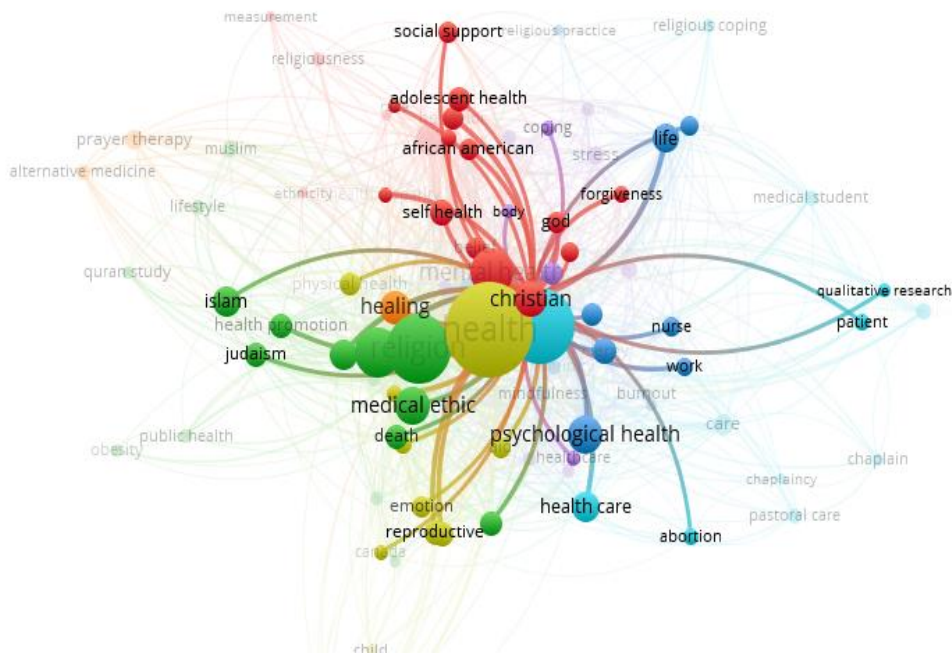 measurement
social support
religious practice
religious coping
religiousness
adolescent health
prayer therapy
muslim
african american
coping
stress
life
alternative medicine
ethnicity
lifestyle
self health
body
god
forgiveness
medical student
quran study
belief
mental health
physical health
islam
healing
christian
qualitative research
health promotion
religion
health
nurse
patient
judaism
work
mindfulness
burnout
medical ethic
death
psychological health
care
public health
obesity
healthcare
chaplain
chaplaincy
emotion
health care
pastoral care
reproductive
abortion
canada
child